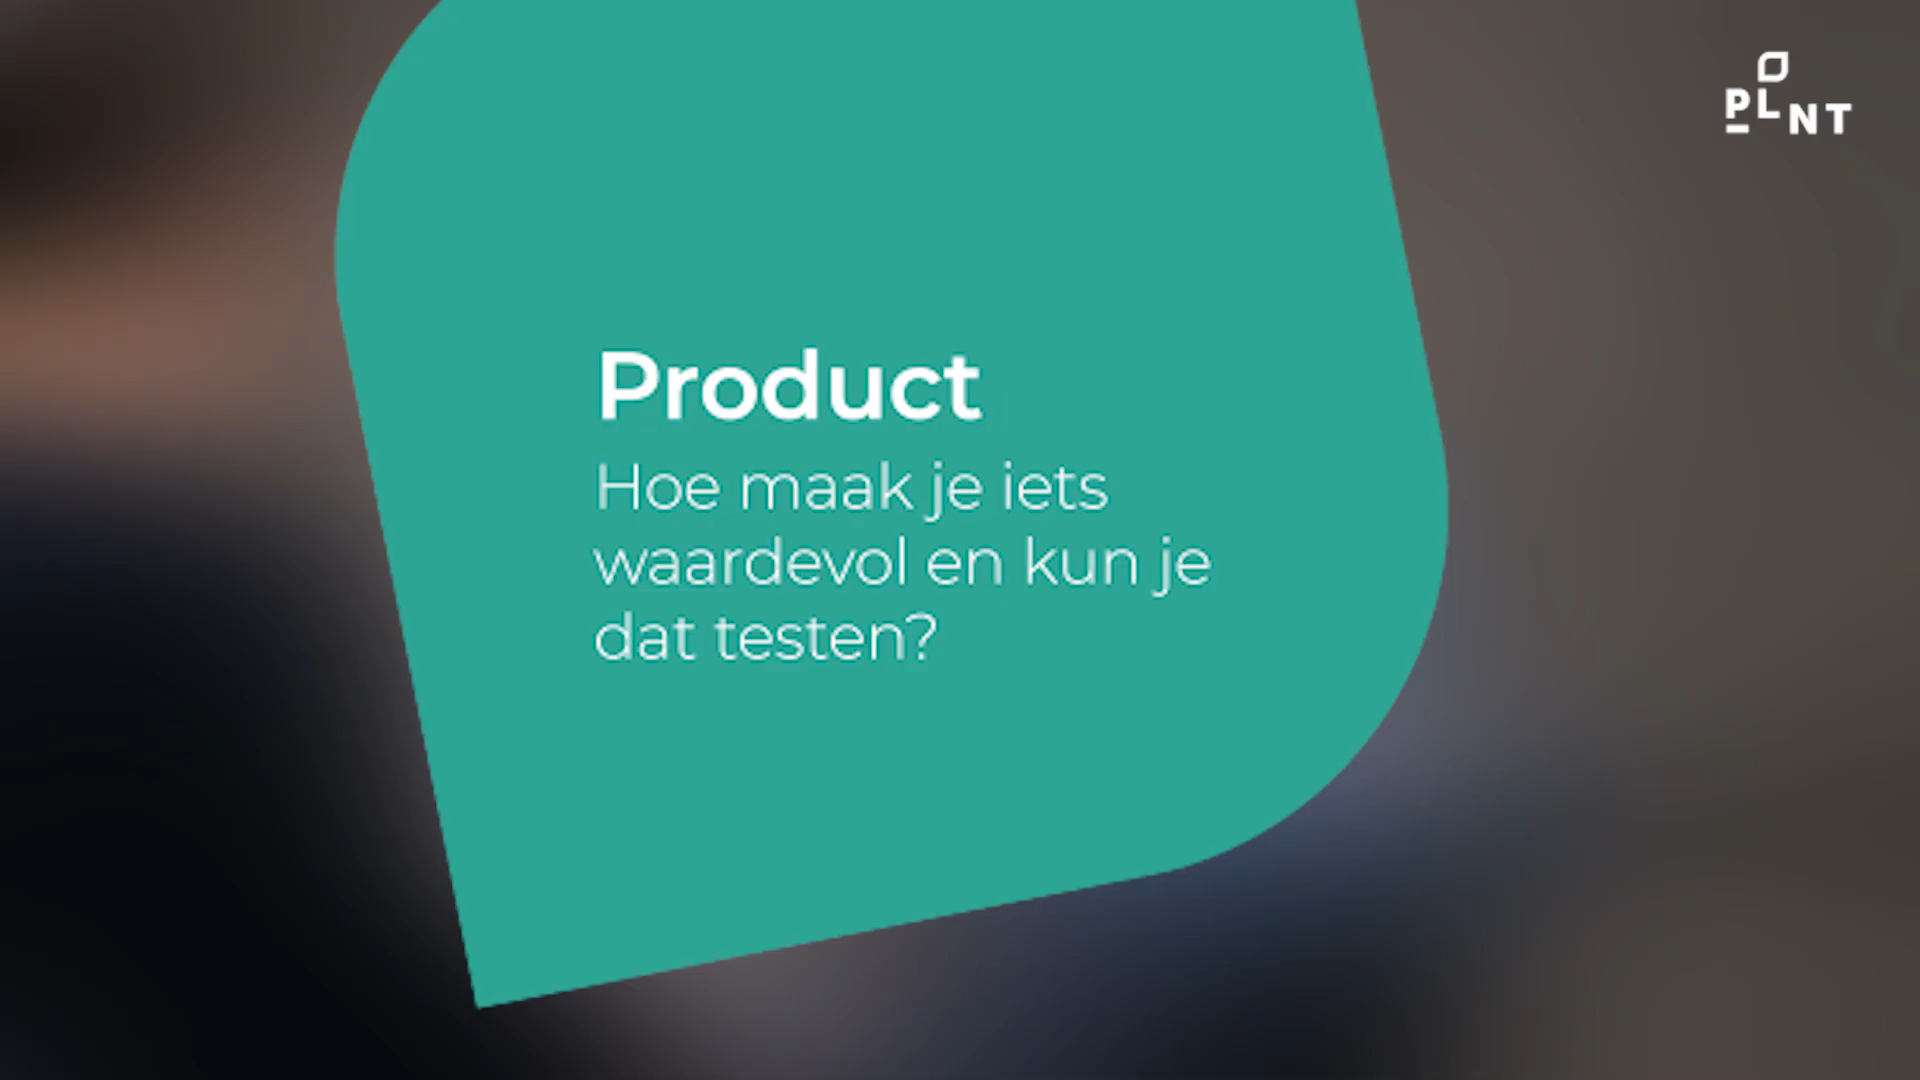 PLNT
Product
Hoe maak je iets
waardevol en kun je
dat testen?